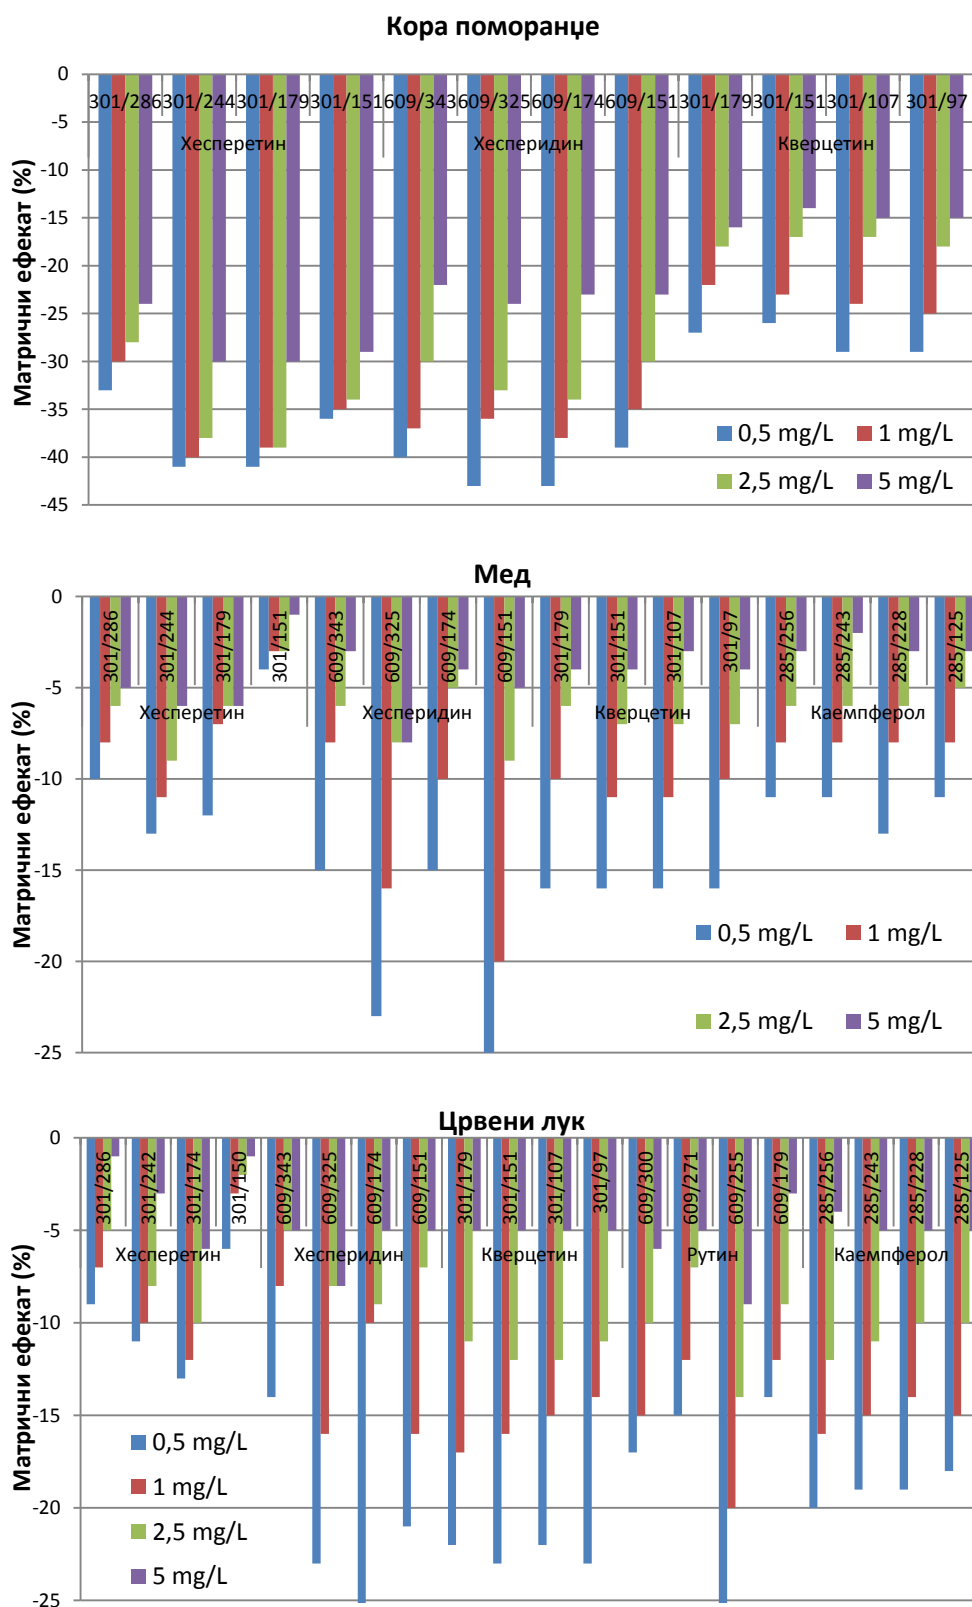 Кора поморанџе
Матрични ефекат (%)
0
-5
-10
-15
-20
-25
-30
-35
-40
-45
301/286 301/244 301/179 301/151 609/343 609/325 609/174 609/151 301/179 301/151 301/107 301/97
Хесперетин Хесперидин Кверцетин
0,5 mg/L 1 mg/L
2,5 mg/L 5 mg/L
Мед
Матрични ефекат (%)
0
-5
-10
-15
-20
-25
301/286 301/244 301/179 301/151 609/343 609/325 609/174 609/151 301/179 301/151 301/107 301/97 285/256 285/243 285/228 285/125
Хесперетин Хесперидин Кверцетин Каемпферол
0,5 mg/L 1 mg/L
2,5 mg/L 5 mg/L
Црвени лук
Матрични ефекат (%)
0
-5
-10
-15
-20
-25
301/286 301/242 301/174 301/150 609/343 609/325 609/174 609/151 301/179 301/151 301/107 301/97 609/300 609/271 609/255 609/179 285/256 285/243 285/228 285/125
Хесперетин Хесперидин Кверцетин Рутин Каемпферол
0,5 mg/L
1 mg/L
2,5 mg/L
5 mg/L